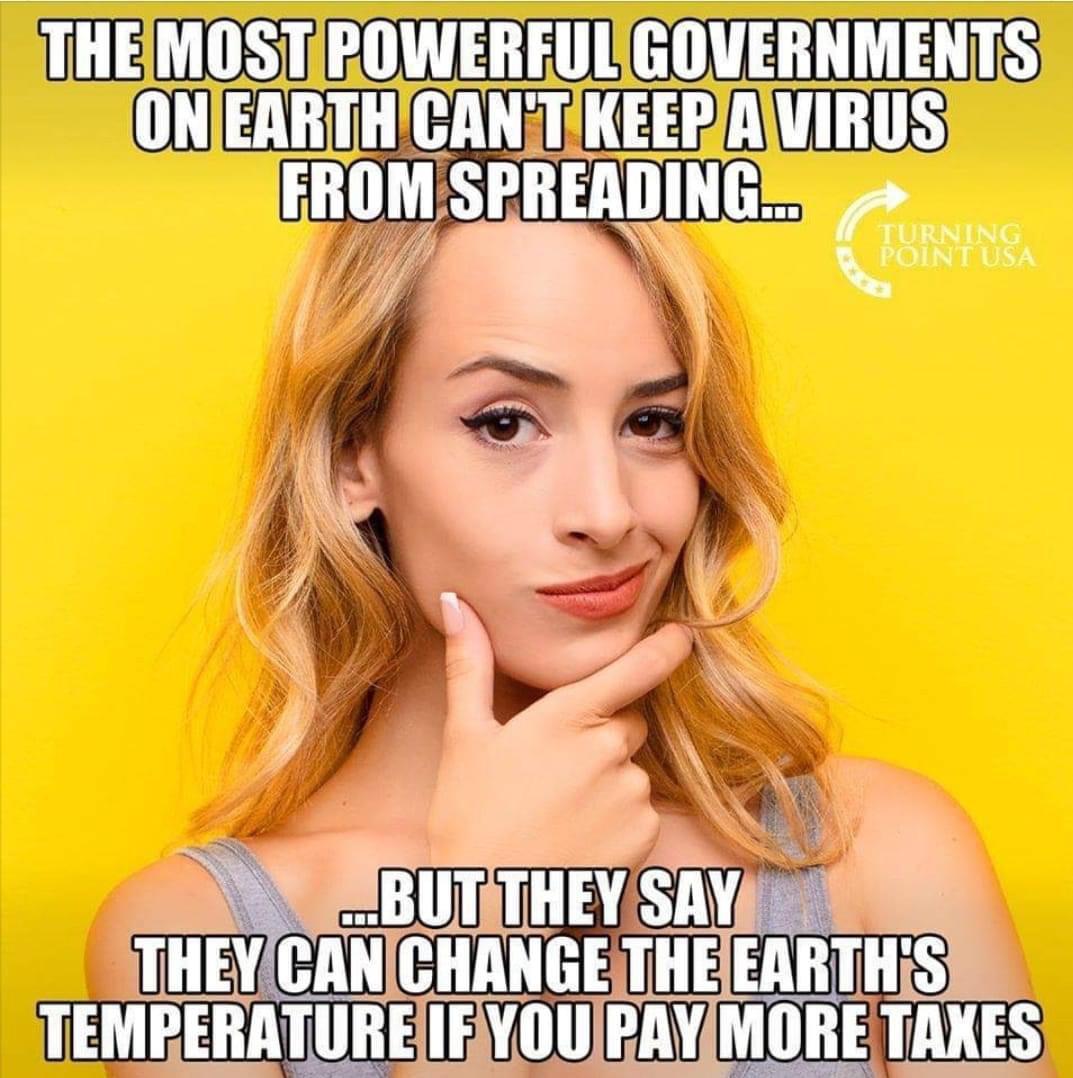 THE MOST POWERFUL GOVERNMENTS
ON EARTH CAN'T KEEP A VIRUS
FROM SPREADING...
TURNING
POINT USA
...BUT THEY SAY
THEY CAN CHANGE THE EARTH'S
TEMPERATURE IF YOU PAY MORE TAXES